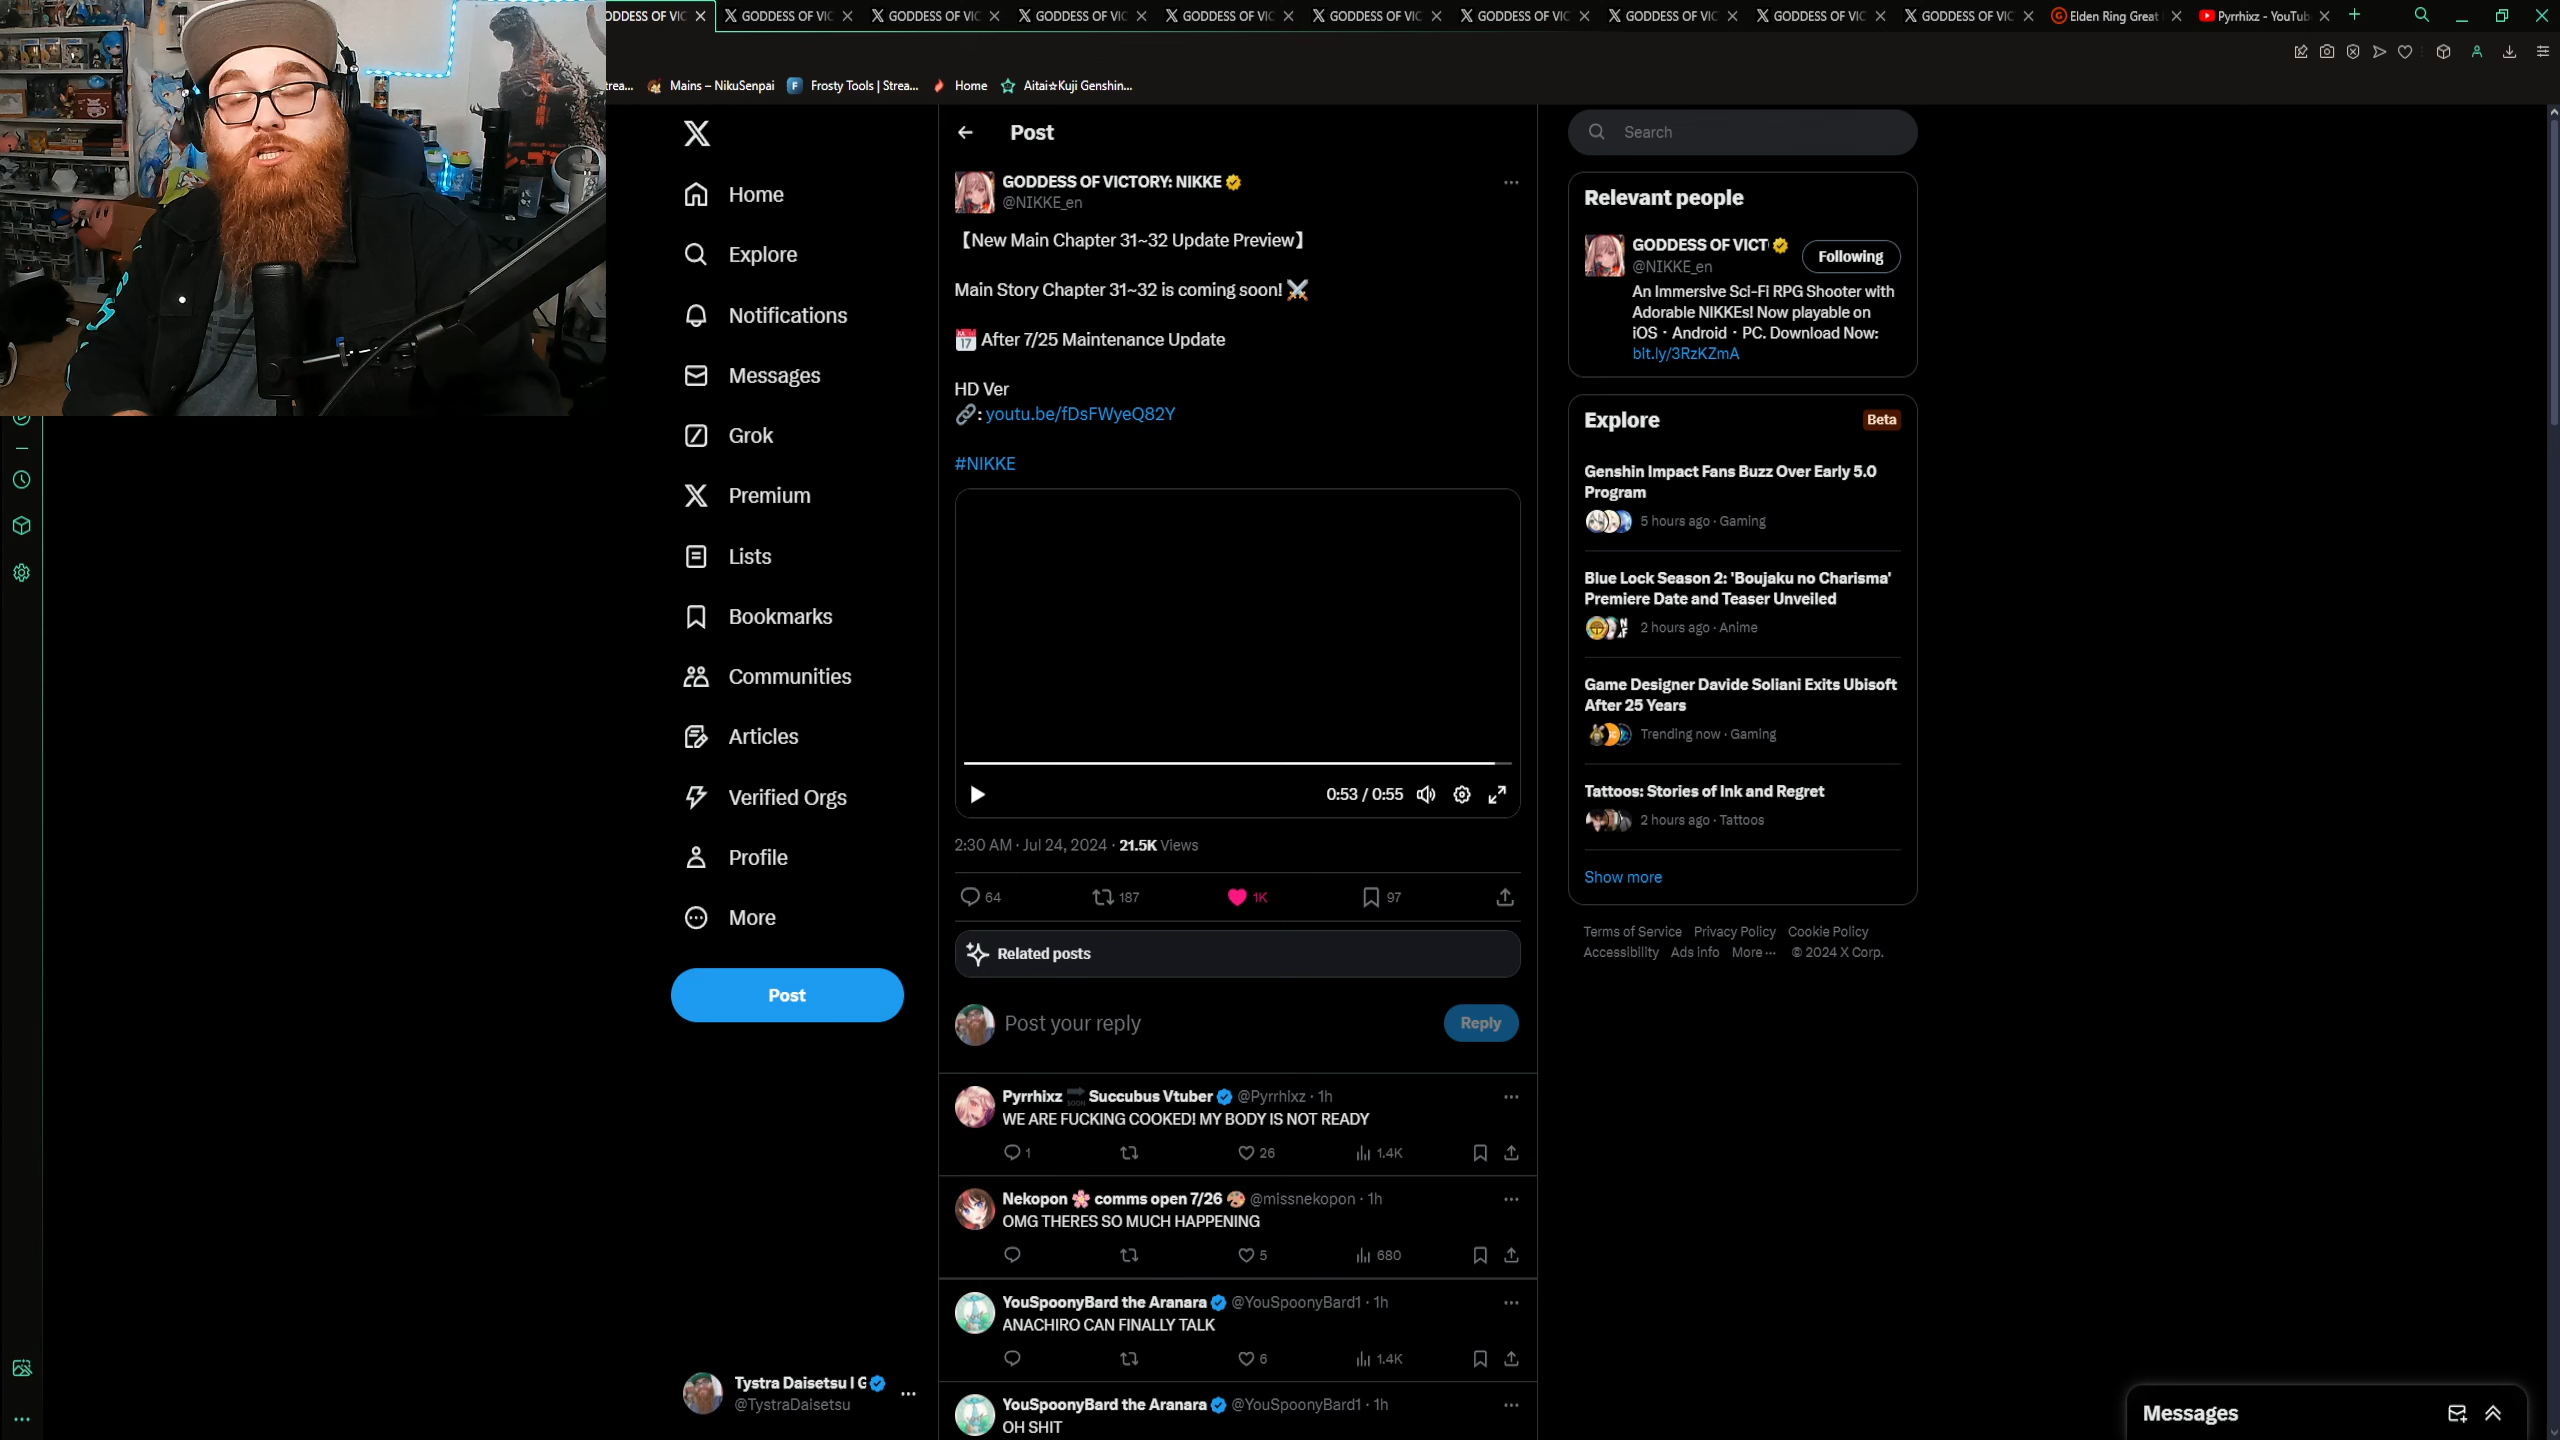 ODDESS OF VIC
GODDESS OF VIC
GODDESS OF VIC
GODDESS OF VIC
GODDESS OF VIC
GODDESS OF VIC
GODDESS OF VIC
GODDESS OF VIC
GODDESS OF VIC
GODDESS OF VIC
Elden Ring Great
Pyrrhixz - YouTub
trea...
Mains – NikuSenpai
Frosty Tools | Strea...
Home
Aitai☆Kuji Genshin...
Home
Explore
Notifications
Messages
Grok
Premium
Lists
Bookmarks
Communities
Articles
Verified Orgs
Profile
More
Post
Tystra Daisetsu l G
@TystraDaisetsu
Post
GODDESS OF VICTORY: NIKKE
@NIKKE_en
【New Main Chapter 31~32 Update Preview】
Main Story Chapter 31~32 is coming soon! ⚔️
📅 After 7/25 Maintenance Update
HD Ver
🔗: youtu.be/fDsFWyeQ82Y
#NIKKE
0:53 / 0:55
2:30 AM · Jul 24, 2024 · 21.5K Views
64
187
1K
97
Related posts
Post your reply
Reply
Pyrrhixz 🔜 Succubus Vtuber @Pyrrhixz · 1h
WE ARE FUCKING COOKED! MY BODY IS NOT READY
1
26
1.4K
Nekopon 🌸 comms open 7/26 🎨 @missnekopon · 1h
OMG THERES SO MUCH HAPPENING
5
680
YouSpoonyBard the Aranara @YouSpoonyBard1 · 1h
ANACHIRO CAN FINALLY TALK
6
1.4K
YouSpoonyBard the Aranara @YouSpoonyBard1 · 1h
OH SHIT
Search
Relevant people
GODDESS OF VICT
@NIKKE_en
Following
An Immersive Sci-Fi RPG Shooter with
Adorable NIKKEs! Now playable on
iOS・Android・PC. Download Now:
bit.ly/3RzKZmA
Explore
Beta
Genshin Impact Fans Buzz Over Early 5.0
Program
5 hours ago · Gaming
Blue Lock Season 2: 'Boujaku no Charisma'
Premiere Date and Teaser Unveiled
2 hours ago · Anime
Game Designer Davide Soliani Exits Ubisoft
After 25 Years
Trending now · Gaming
Tattoos: Stories of Ink and Regret
2 hours ago · Tattoos
Show more
Terms of Service Privacy Policy Cookie Policy
Accessibility Ads info More ··· © 2024 X Corp.
Messages